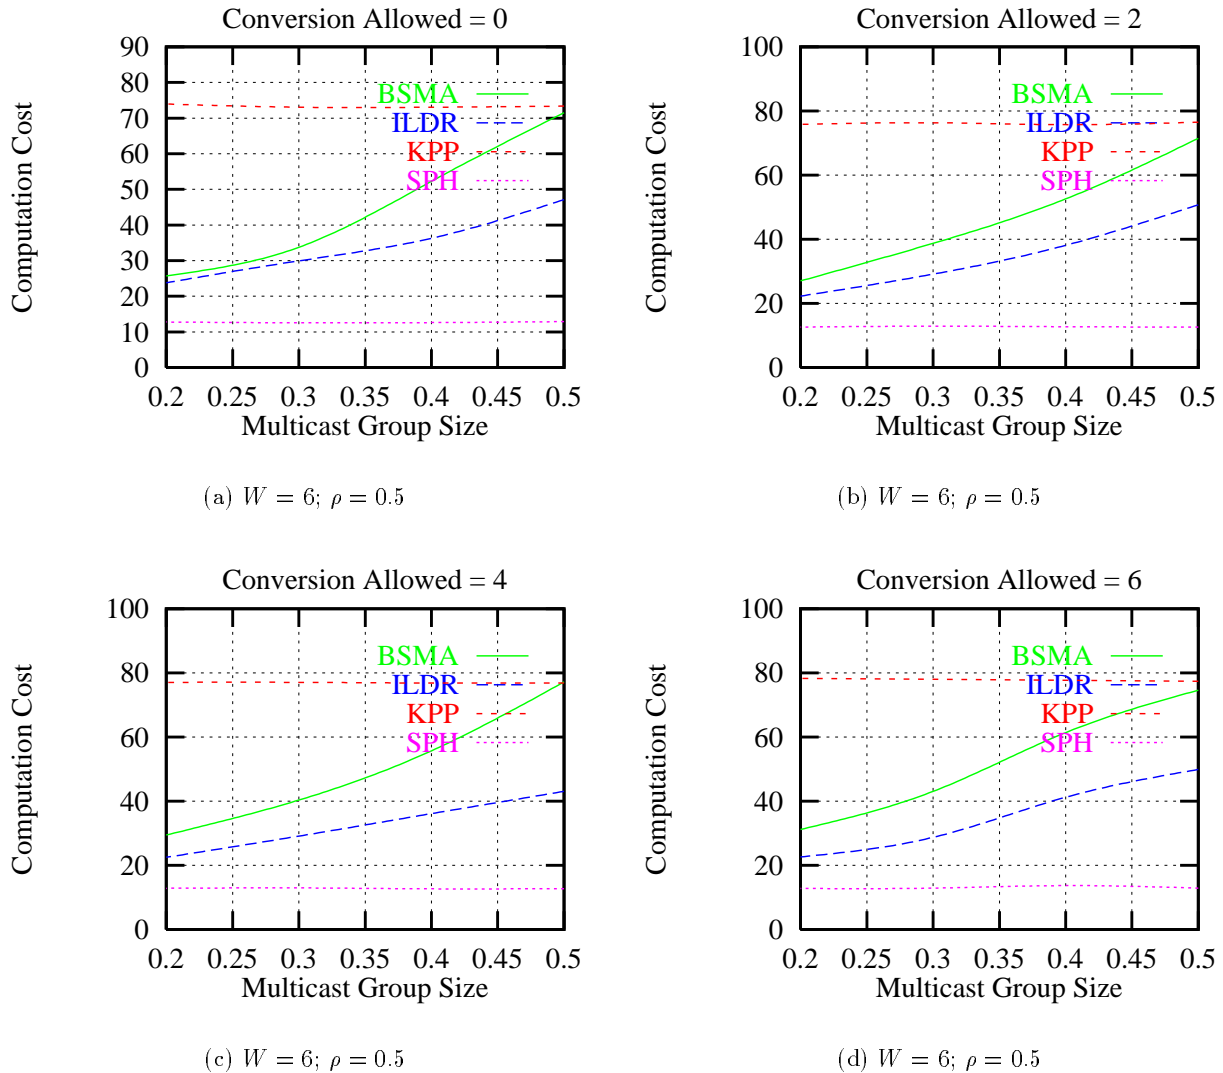 Conversion Allowed = 0
90
80
70
60
50
40
30
20
10
0
Computation Cost
BSMA
ILDR
KPP
SPH
0.2 0.25 0.3 0.35 0.4 0.45 0.5
Multicast Group Size
(a) W = 6; ρ = 0.5
Conversion Allowed = 2
100
80
60
40
20
0
Computation Cost
BSMA
ILDR
KPP
SPH
0.2 0.25 0.3 0.35 0.4 0.45 0.5
Multicast Group Size
(b) W = 6; ρ = 0.5
Conversion Allowed = 4
100
80
60
40
20
0
Computation Cost
BSMA
ILDR
KPP
SPH
0.2 0.25 0.3 0.35 0.4 0.45 0.5
Multicast Group Size
(c) W = 6; ρ = 0.5
Conversion Allowed = 6
100
80
60
40
20
0
Computation Cost
BSMA
ILDR
KPP
SPH
0.2 0.25 0.3 0.35 0.4 0.45 0.5
Multicast Group Size
(d) W = 6; ρ = 0.5